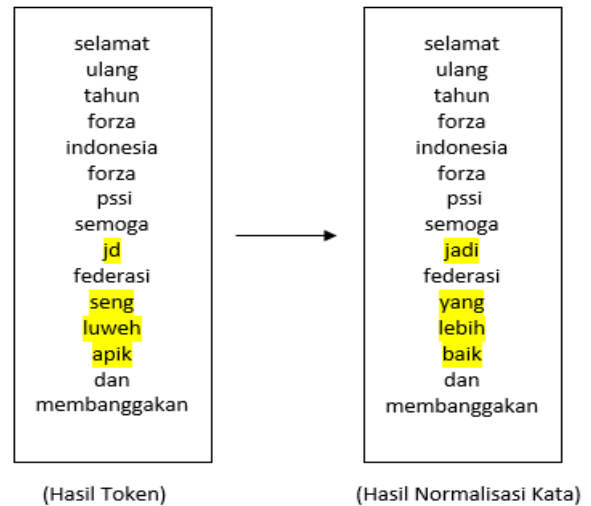 selamat
ulang
tahun
forza
indonesia
forza
pssi
semoga
jd
federasi
seng
luweh
apik
dan
membanggakan
(Hasil Token)
selamat
ulang
tahun
forza
indonesia
forza
pssi
semoga
jadi
federasi
yang
lebih
baik
dan
membanggakan
(Hasil Normalisasi Kata)